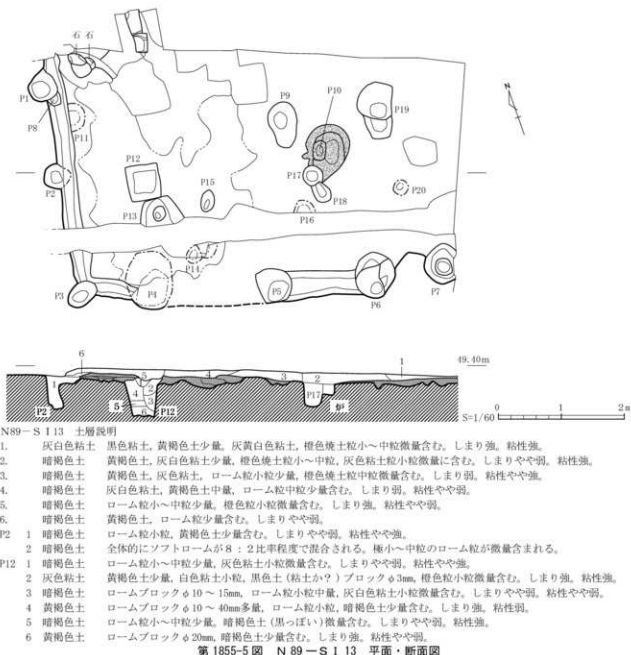 石 石
P10
P9
P19
P1
P8
P11
N
P12
P2
P15
P17
P20
P18
P13
P16
P14
P3
P4
P5
P6
P7
6
1
49.40m
5
4
3
2
1
2
4
3
P17
P2
5
6
P12
炉
S=1/60 0 1 2m
N89-SI13 土層説明
1. 灰白色粘土 黒色粘土, 黄褐色土少量, 灰黄白色粘土, 橙色焼土粒小~中粒微量含む。しまり強。粘性強。
2. 暗褐色土 黄褐色土, 灰白色粘土少量, 橙色焼土粒小~中粒, 灰色粘土粒小粒微量に含む。しまりやや弱。粘性強。
3. 暗褐色土 黄褐色土, 灰色粘土, ローム粒小粒少量, 橙色焼土粒小粒中粒微量含む。しまり弱。粘性やや強。
4. 暗褐色土 灰白色粘土, 黄褐色土中量, ローム粒中粒少量含む。しまり弱。粘性やや弱。
5. 暗褐色土 ローム粒小~中粒少量, 橙色粒小粒微量含む。しまり強。粘性やや強。
6. 暗褐色土 黄褐色土, ローム粒少量含む。しまりやや弱。
P2 1 暗褐色土 ローム粒小粒, 黄褐色土少量含む。しまりやや弱。粘性やや強。
2 暗褐色土 全体的にソフトロームが8:2比率程度で混合される。極小~中粒のローム粒が微量含まれる。
P12 1 暗褐色土 ローム粒小~中粒少量, 灰色粘土小粒微量含む。しまりやや弱。粘性やや強。
2 灰色粘土 黄褐色土少量, 白色粘土小粒, 黒色土(粘土か?)ブロックφ3mm, 橙色粒小粒微量含む。しまり強。粘性強。
3 暗褐色土 ロームブロックφ10~15mm, ローム粒小粒中量, 灰白色粘土小粒微量含む。しまりやや弱。粘性やや弱。
4 黄褐色土 ロームブロックφ10~40mm多量, ローム粒小粒, 暗褐色土少量含む。しまり強。粘性やや弱。
5 暗褐色土 ローム粒小~中粒少量, 暗褐色土(黒っぽい)微量含む。しまりやや弱。粘性やや弱。
6 黄褐色土 ロームブロックφ20mm, 暗褐色土少量含む。しまり強。粘性やや弱。
第1855-5図 N89-SI13 平面・断面図